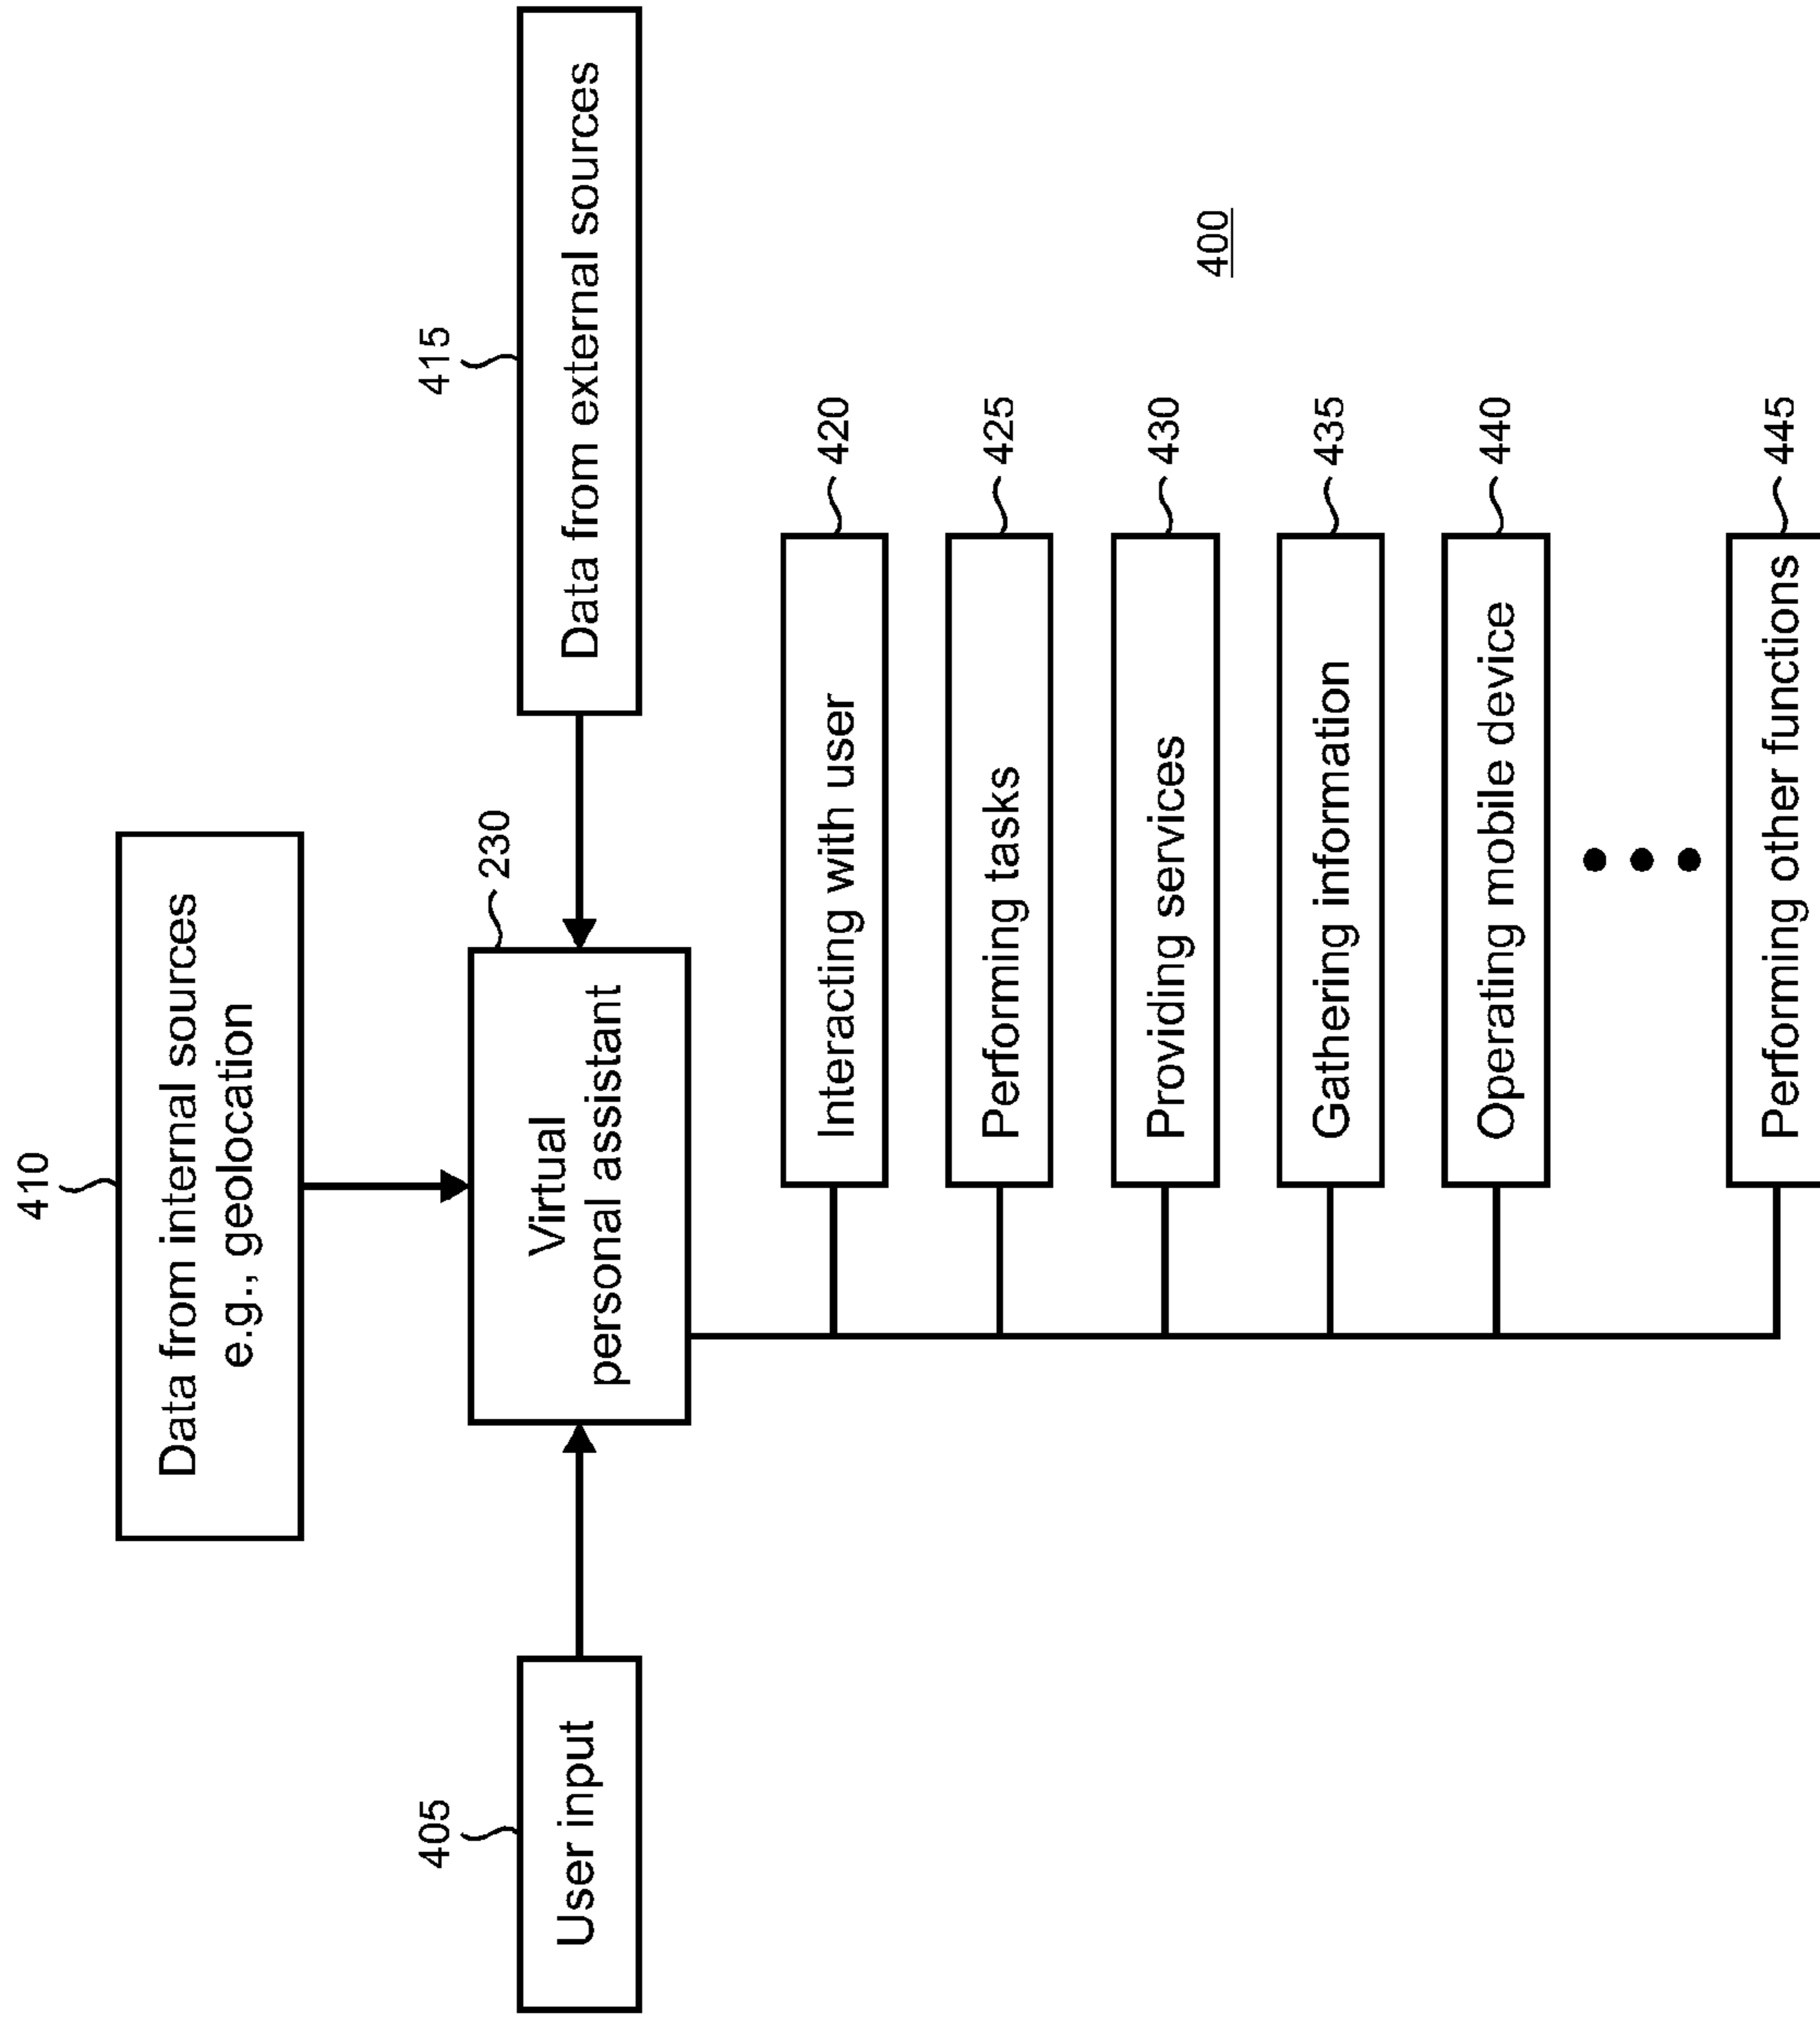 410
Data from internal sources
e.g., geolocation
405
User input
230
Virtual
personal assistant
415
Data from external sources
Interacting with user
420
Performing tasks
425
Providing services
430
Gathering information
435
Operating mobile device
440
Performing other functions
445
400